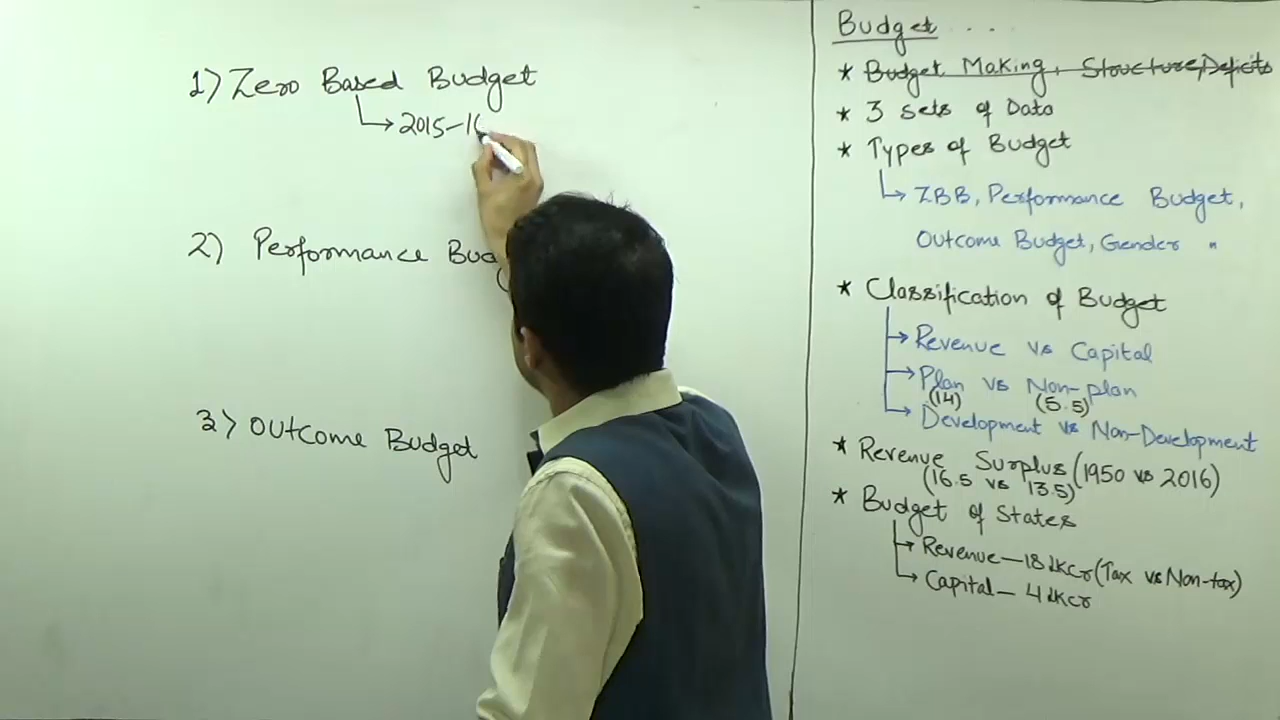 1) Zero Based Budget
2015-16
2) Performance Bud
3) Outcome Budget
Budget ....
* Budget Making, Structure, Deficits
* 3 Sets of Data
* Types of Budget
ZBB, Performance Budget,
Outcome Budget, Gender "
* Classification of Budget
Revenue vs Capital
Plan vs Non-plan
(14) (5.5)
Development vs Non-Development
* Revenue Surplus (1950 vs 2016)
(16.5 vs 13.5)
* Budget of States
Revenue - 18 LKCr (Tax vs Non-tax)
Capital - 4 LKCr